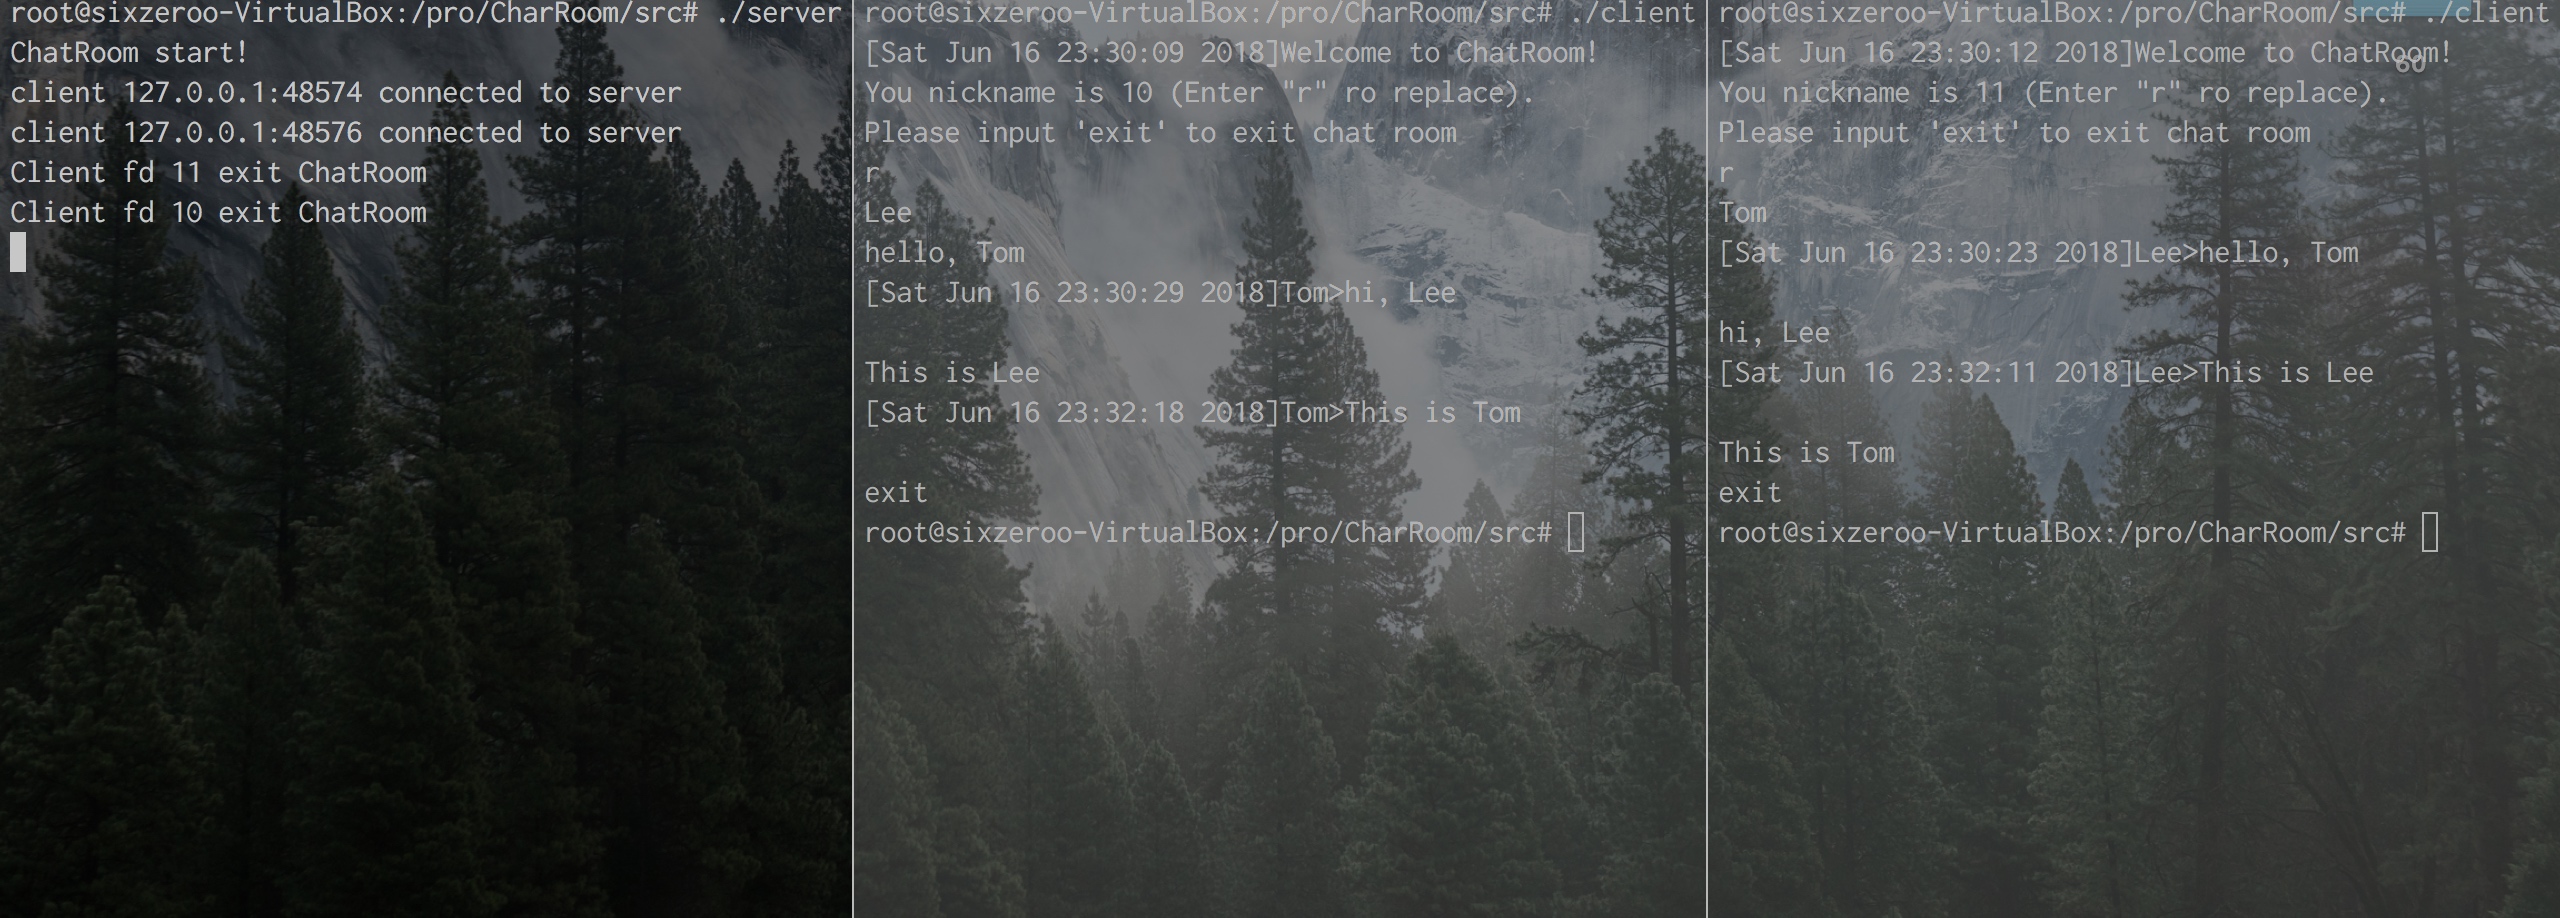 root@sixzeroo-VirtualBox:/pro/CharRoom/src# ./server
ChatRoom start!
client 127.0.0.1:48574 connected to server
client 127.0.0.1:48576 connected to server
Client fd 11 exit ChatRoom
Client fd 10 exit ChatRoom
root@sixzeroo-VirtualBox:/pro/CharRoom/src# ./client
[Sat Jun 16 23:30:09 2018]Welcome to ChatRoom!
You nickname is 10 (Enter "r" ro replace).
Please input 'exit' to exit chat room
r
Lee
hello, Tom
[Sat Jun 16 23:30:29 2018]Tom>hi, Lee
This is Lee
[Sat Jun 16 23:32:18 2018]Tom>This is Tom
exit
root@sixzeroo-VirtualBox:/pro/CharRoom/src#
root@sixzeroo-VirtualBox:/pro/CharRoom/src# ./client
[Sat Jun 16 23:30:12 2018]Welcome to ChatRoom!
60
You nickname is 11 (Enter "r" ro replace).
Please input 'exit' to exit chat room
r
Tom
[Sat Jun 16 23:30:23 2018]Lee>hello, Tom
hi, Lee
[Sat Jun 16 23:32:11 2018]Lee>This is Lee
This is Tom
exit
root@sixzeroo-VirtualBox:/pro/CharRoom/src#